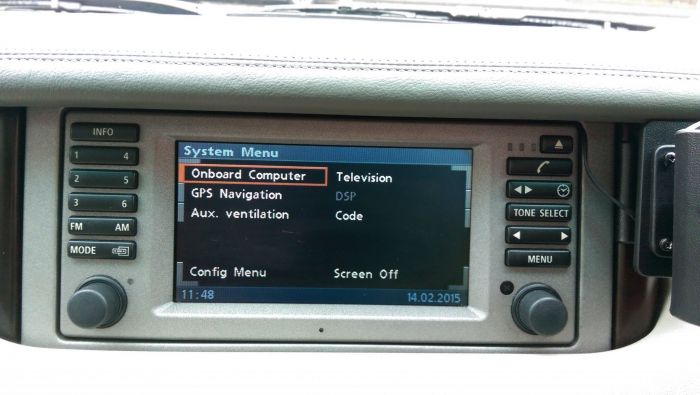 INFO
1 4
2 5
3 6
FM AM
MODE
System Menu
Onboard Computer Television
GPS Navigation DSP
Aux. ventilation Code
Config Menu Screen Off
11:48 14.02.2015
TONE SELECT
MENU